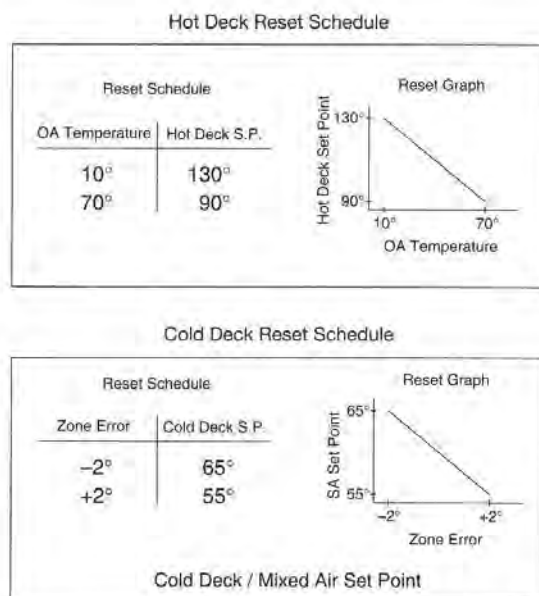 Hot Deck Reset Schedule
Reset Schedule
OA Temperature Hot Deck S.P.
10° 130°
70° 90°
Reset Graph
Hot Deck Set Point
130°
90°
10° 70°
OA Temperature
Cold Deck Reset Schedule
Reset Schedule
Zone Error Cold Deck S.P.
−2° 65°
+2° 55°
Reset Graph
SA Set Point
65°
55°
−2° +2°
Zone Error
Cold Deck / Mixed Air Set Point